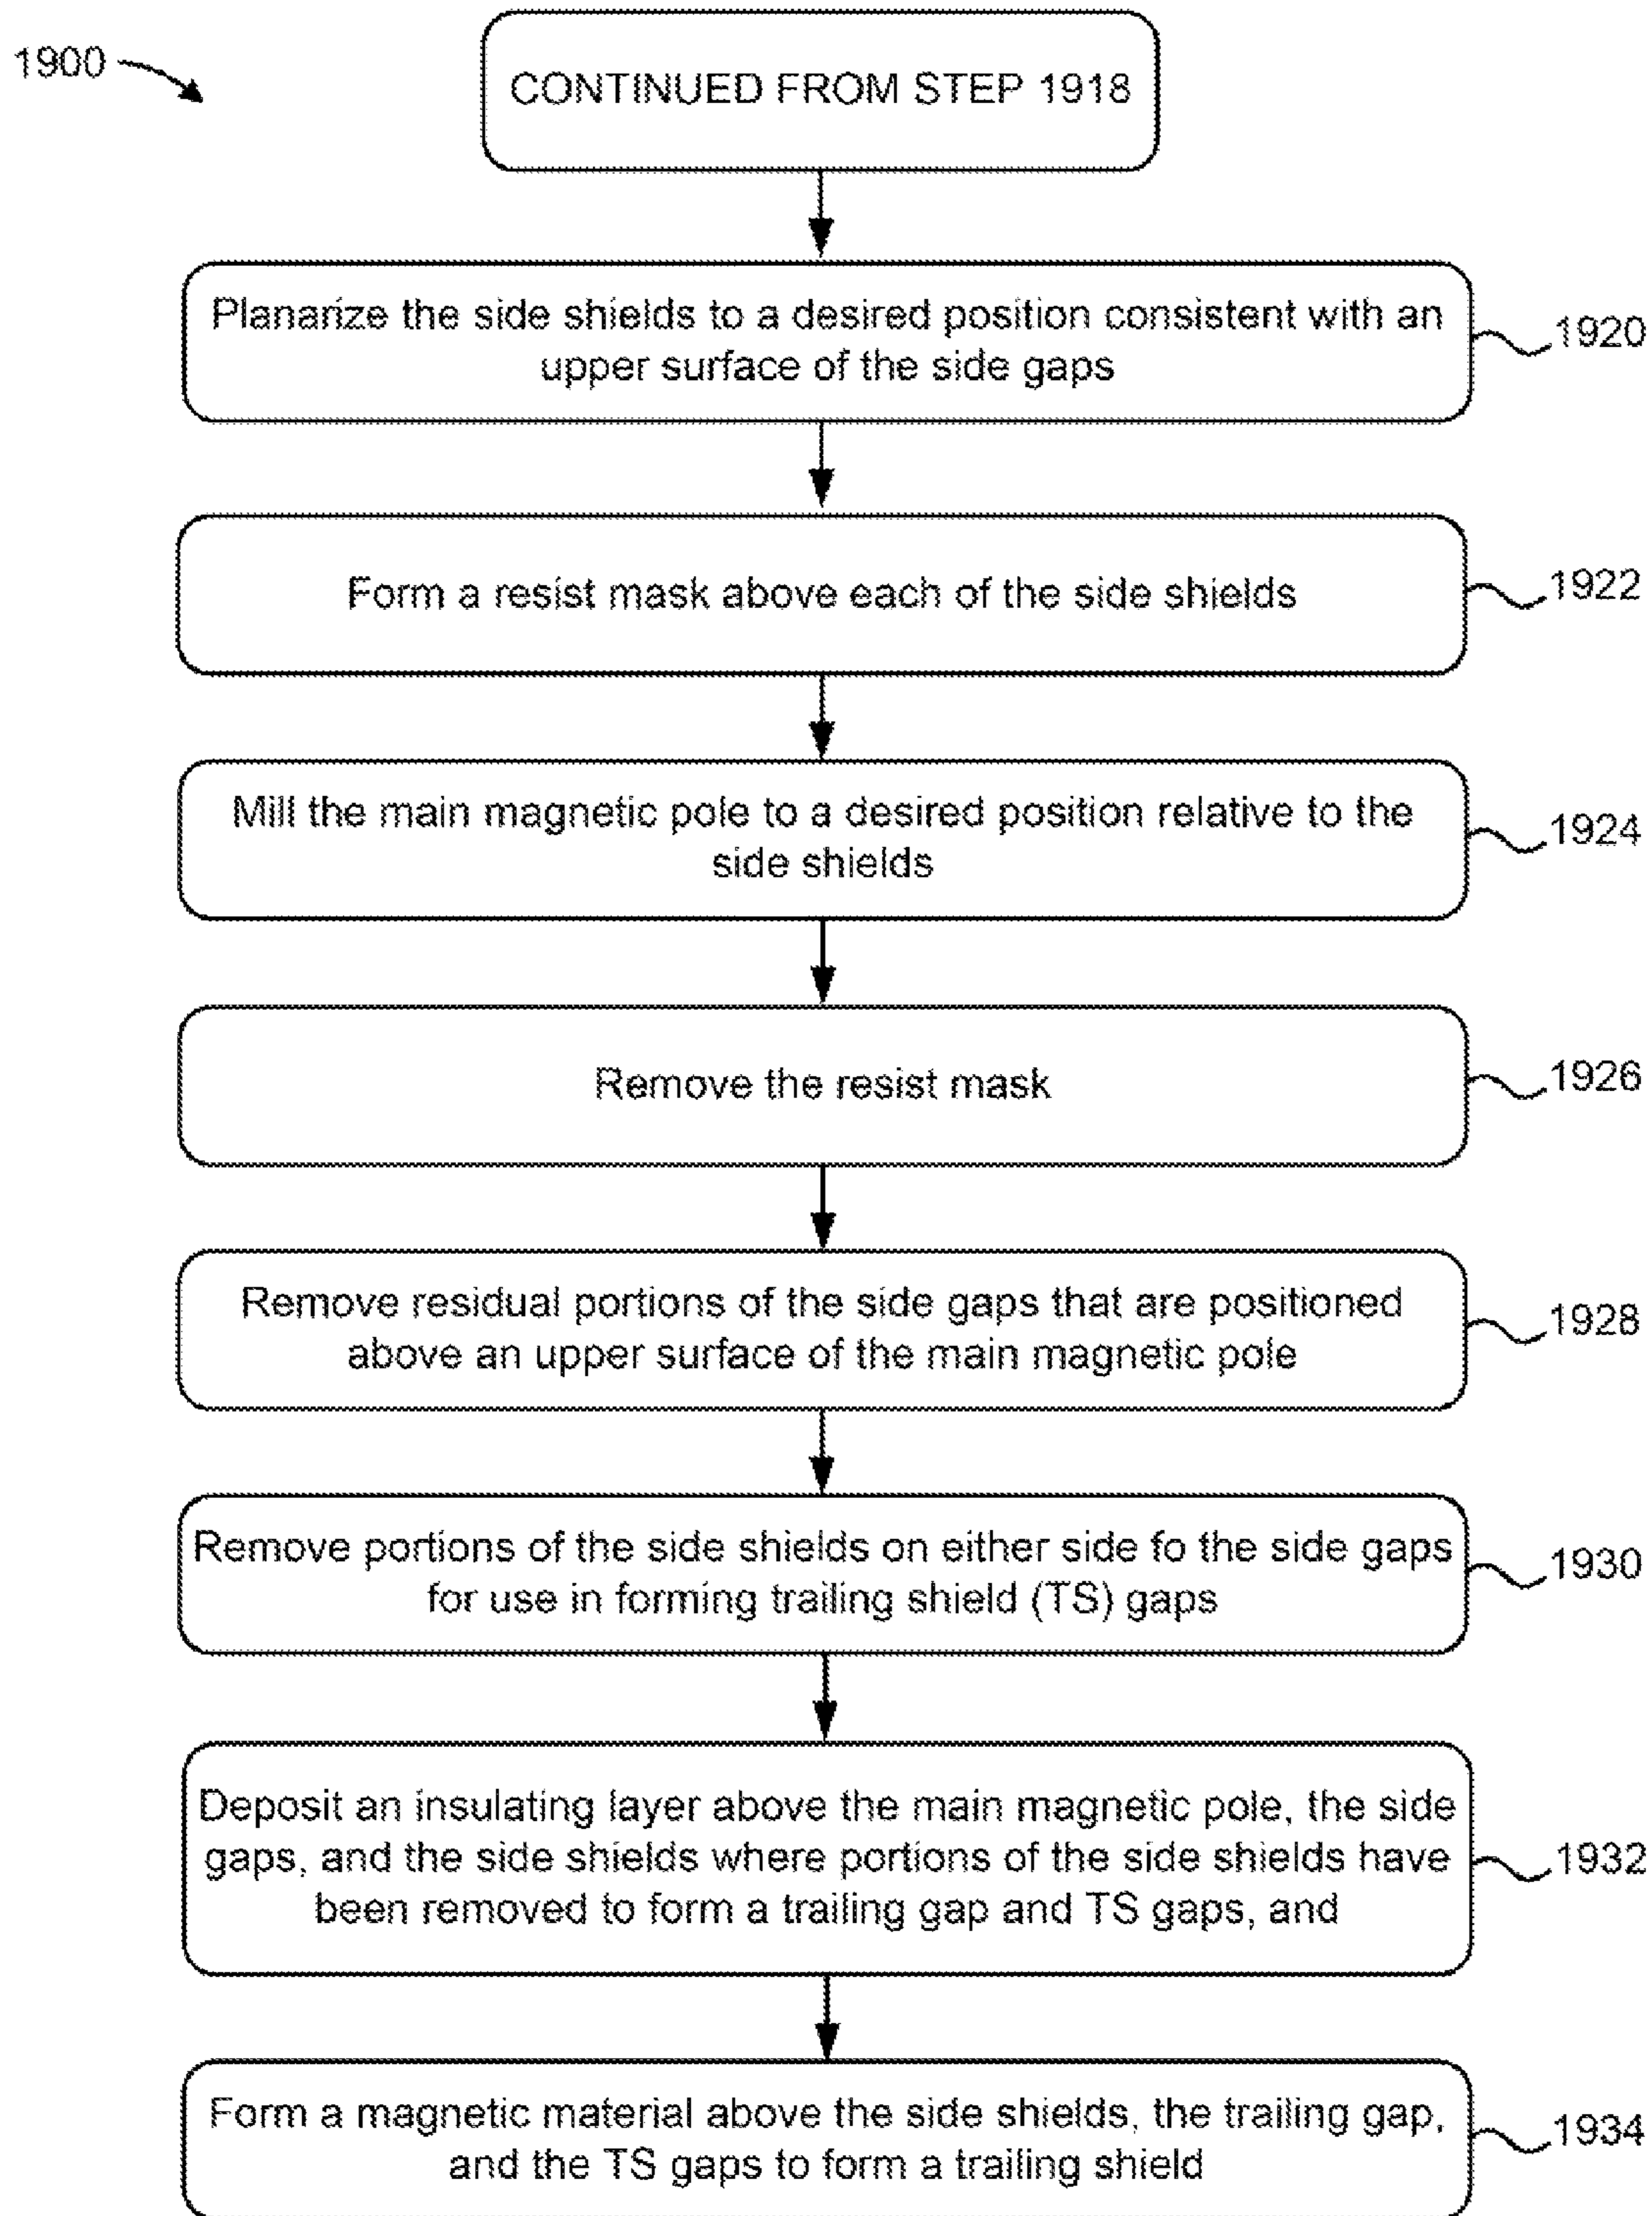 1900
CONTINUED FROM STEP 1918
Planarize the side shields to a desired position consistent with an
upper surface of the side gaps
1920
Form a resist mask above each of the side shields
1922
Mill the main magnetic pole to a desired position relative to the
side shields
1924
Remove the resist mask
1926
Remove residual portions of the side gaps that are positioned
above an upper surface of the main magnetic pole
1928
Remove portions of the side shields on either side fo the side gaps
for use in forming trailing shield (TS) gaps
1930
Deposit an insulating layer above the main magnetic pole, the side
gaps, and the side shields where portions of the side shields have
been removed to form a trailing gap and TS gaps, and
1932
Form a magnetic material above the side shields, the trailing gap,
and the TS gaps to form a trailing shield
1934